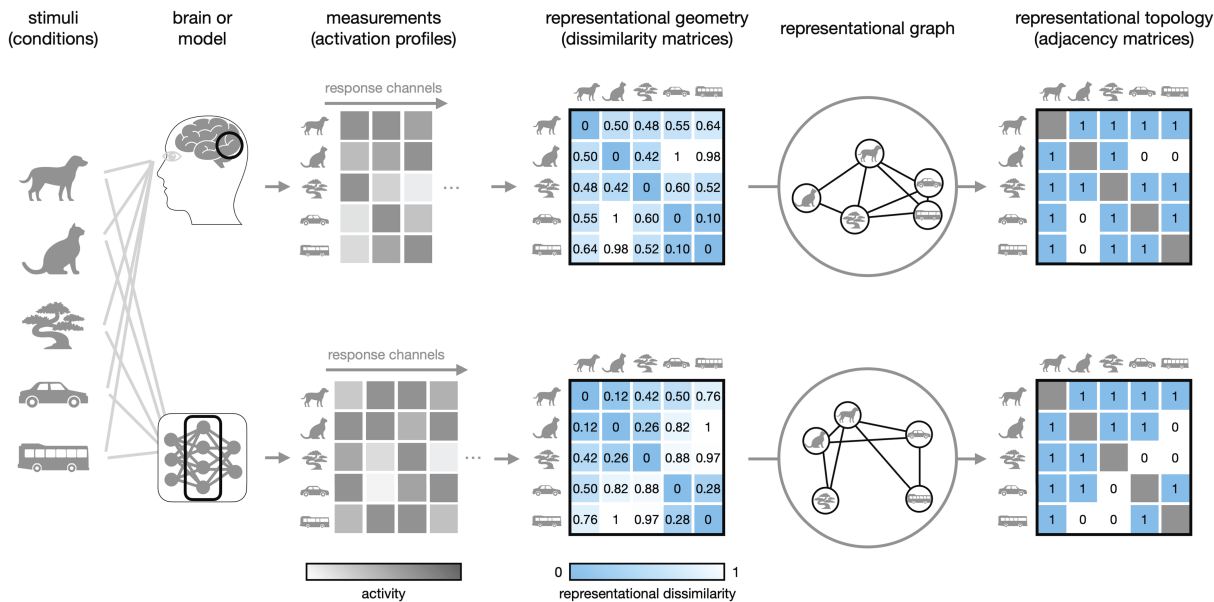 stimuli
(conditions)
brain or
model
measurements
(activation profiles)
representational geometry
(dissimilarity matrices)
representational graph
representational topology
(adjacency matrices)
response channels
0 0.50 0.48 0.55 0.64
0.50 0 0.42 1 0.98
0.48 0.42 0 0.60 0.52
0.55 1 0.60 0 0.10
0.64 0.98 0.52 0.10 0
1 1 1 1
1 1 0 0
1 1 1 1
1 0 1 1
1 0 1 1
...
response channels
0 0.12 0.42 0.50 0.76
0.12 0 0.26 0.82 1
0.42 0.26 0 0.88 0.97
0.50 0.82 0.88 0 0.28
0.76 1 0.97 0.28 0
1 1 1 1
1 1 1 0
1 1 0 0
1 1 0 1
1 0 0 1
...
activity
0 1
representational dissimilarity